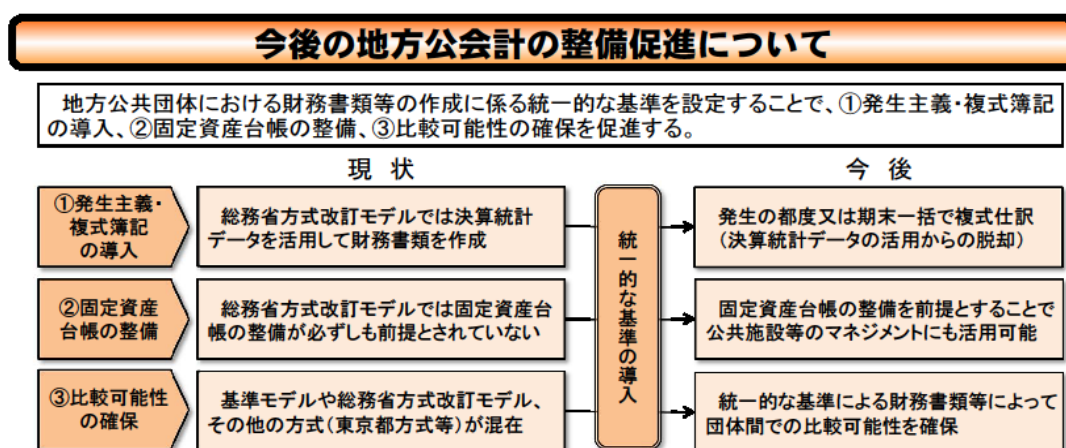 今後の地方公会計の整備促進について
地方公共団体における財務書類等の作成に係る統一的な基準を設定することで、①発生主義・複式簿記
の導入、②固定資産台帳の整備、③比較可能性の確保を促進する。
現状
今後
①発生主義・
複式簿記
の導入
総務省方式改訂モデルでは決算統計
データを活用して財務書類を作成
統一的な基準の導入
発生の都度又は期末一括で複式仕訳
(決算統計データの活用からの脱却)
②固定資産
台帳の整備
総務省方式改訂モデルでは固定資産台
帳の整備が必ずしも前提とされていない
固定資産台帳の整備を前提とすることで
公共施設等のマネジメントにも活用可能
③比較可能性
の確保
基準モデルや総務省方式改訂モデル、
その他の方式(東京都方式等)が混在
統一的な基準による財務書類等によって
団体間での比較可能性を確保